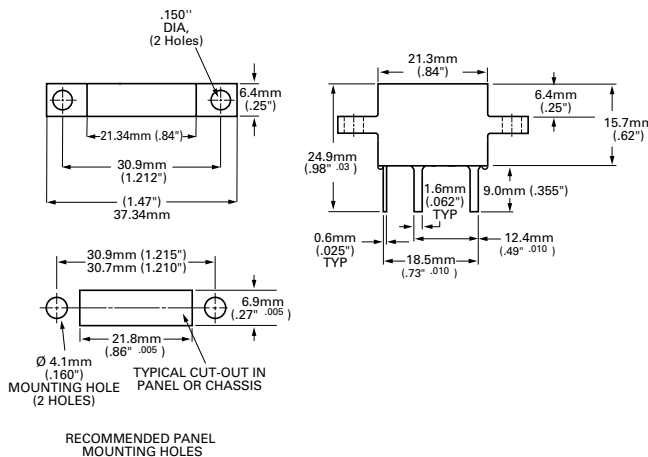 .150"
DIA,
(2 Holes)
6.4mm
(.25")
21.34mm (.84")
30.9mm
(1.212")
(1.47")
37.34mm
21.3mm
(.84")
6.4mm
(.25")
15.7mm
(.62")
24.9mm
(.98" .03)
1.6mm
(.062")
TYP
9.0mm (.355")
0.6mm
(.025")
TYP
12.4mm
(.49" .010)
18.5mm
(.73" .010)
30.9mm (1.215")
30.7mm (1.210")
6.9mm
(.27" .005)
21.8mm
(.86" .005)
Ø 4.1mm
(.160")
MOUNTING HOLE
(2 HOLES)
TYPICAL CUT-OUT IN
PANEL OR CHASSIS
RECOMMENDED PANEL
MOUNTING HOLES